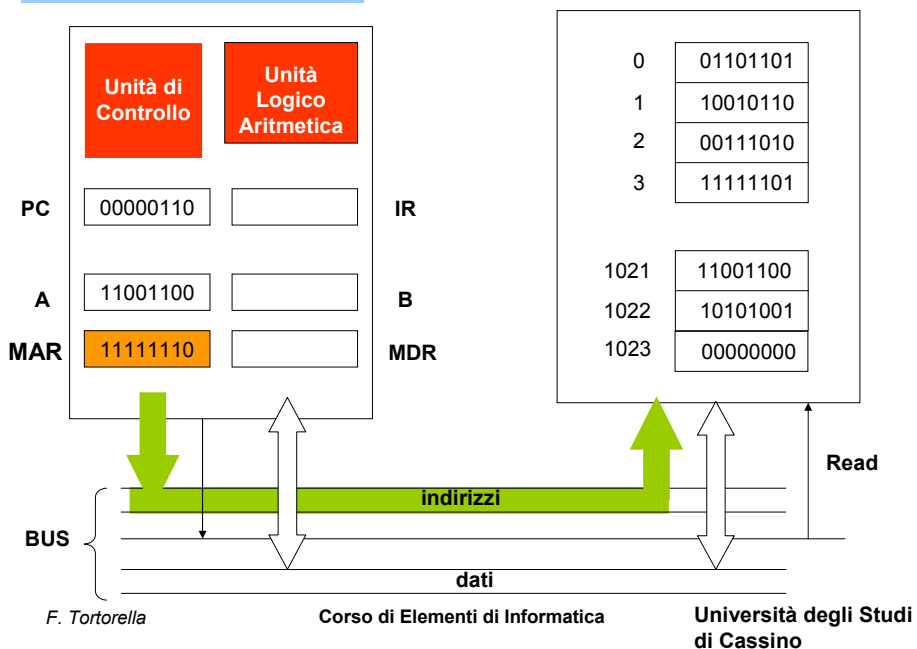 Unità di
Controllo
Unità
Logico
Aritmetica
PC 00000110 IR
A 11001100 B
MAR 11111110 MDR
0 01101101
1 10010110
2 00111010
3 11111101
1021 11001100
1022 10101001
1023 00000000
Read
indirizzi
BUS
dati
F. Tortorella
Corso di Elementi di Informatica
Università degli Studi
di Cassino